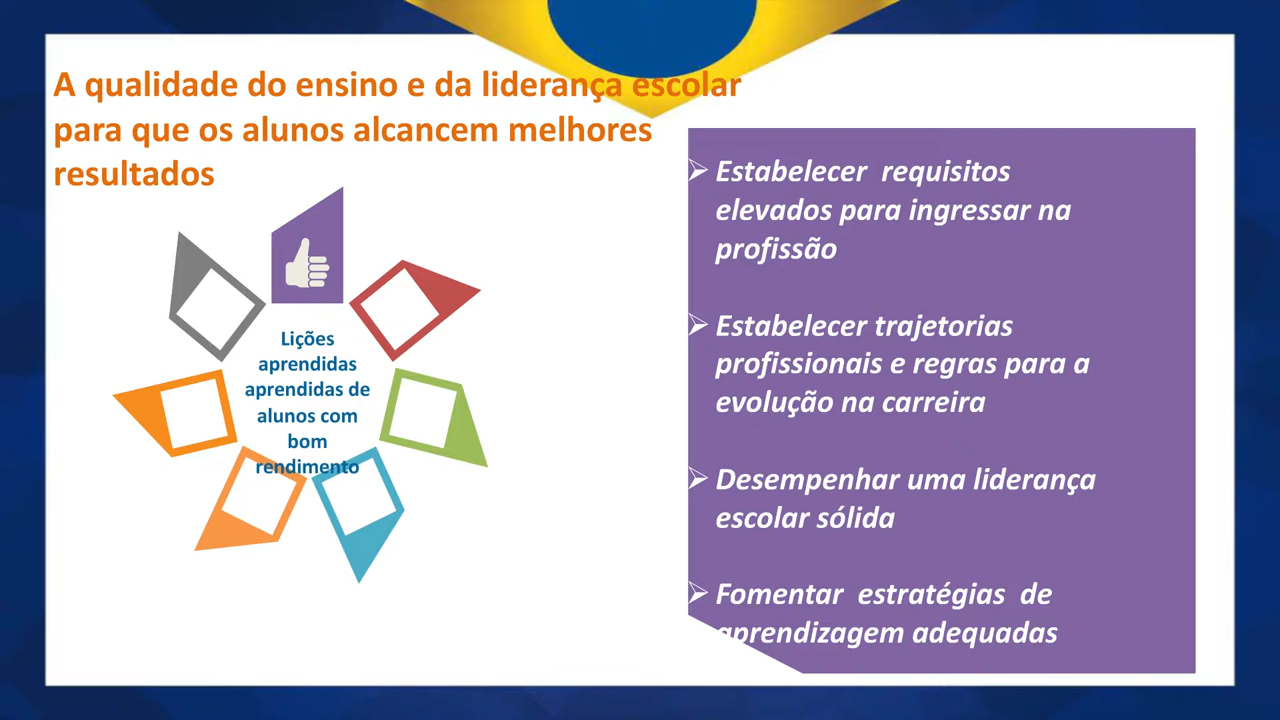 A qualidade do ensino e da liderança escolar
para que os alunos alcancem melhores
resultados
Lições
aprendidas
aprendidas de
alunos com
bom
rendimento
Estabelecer requisitos
elevados para ingressar na
profissão
Estabelecer trajetorias
profissionais e regras para a
evolução na carreira
Desempenhar uma liderança
escolar sólida
Fomentar estratégias de
aprendizagem adequadas